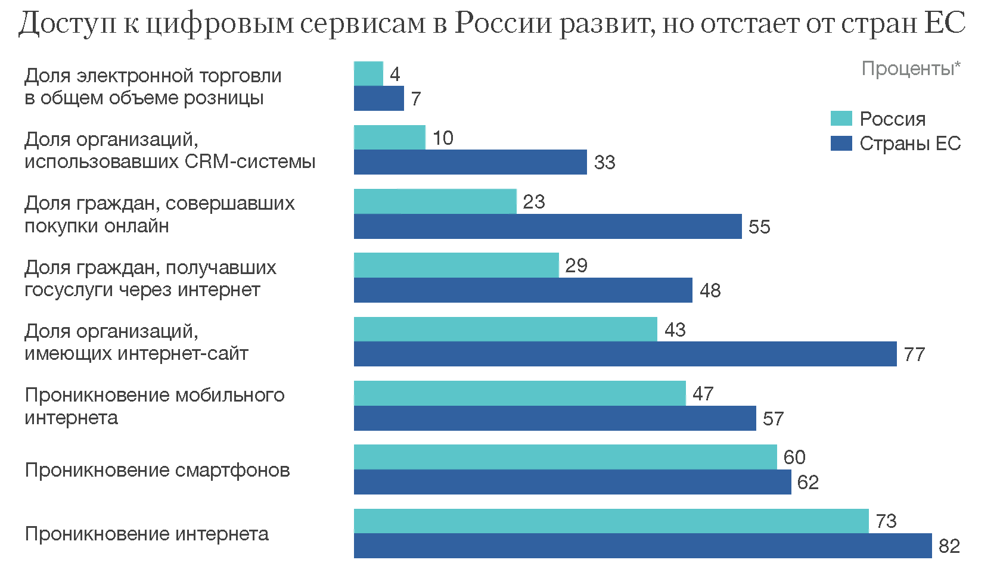 Доступ к цифровым сервисам в России развит, но отстает от стран ЕС
Проценты*
Россия
Страны ЕС
Доля электронной торговли
в общем объеме розницы
4
7
Доля организаций,
использовавших CRM-системы
10
33
Доля граждан, совершавших
покупки онлайн
23
55
Доля граждан, получавших
госуслуги через интернет
29
48
Доля организаций,
имеющих интернет-сайт
43
77
Проникновение мобильного
интернета
47
57
Проникновение смартфонов
60
62
Проникновение интернета
73
82